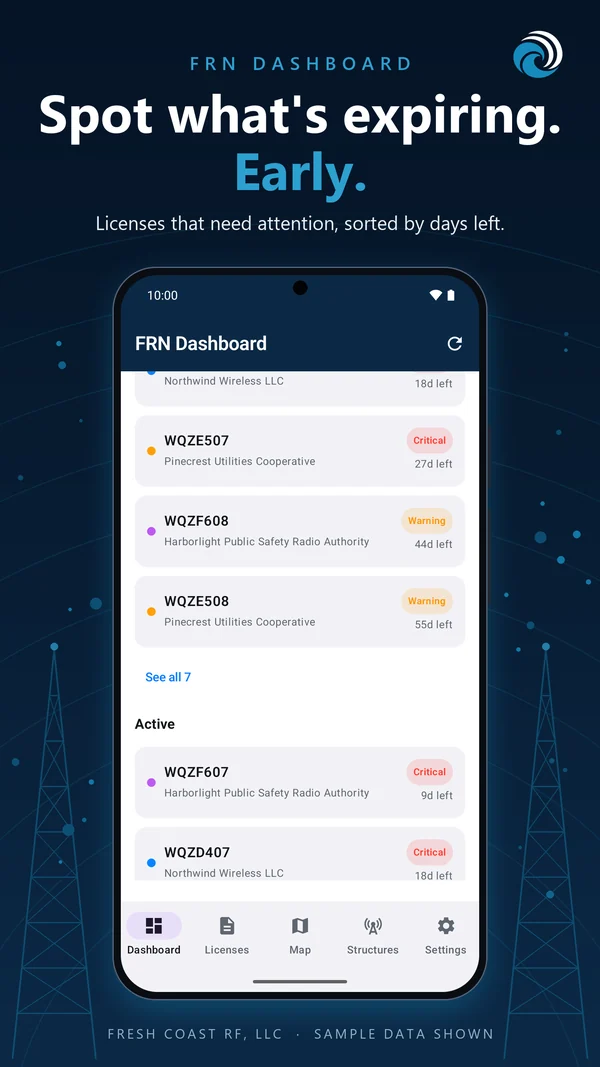 FRN DASHBOARD
Spot what's expiring.
Early.
Licenses that need attention, sorted by days left.
10:00
FRN Dashboard
Northwind Wireless LLC
18d left
WQZE507
Critical
Pinecrest Utilities Cooperative
27d left
WQZF608
Warning
Harborlight Public Safety Radio Authority
44d left
WQZE508
Warning
Pinecrest Utilities Cooperative
55d left
See all 7
Active
WQZF607
Critical
Harborlight Public Safety Radio Authority
9d left
WQZD407
Critical
Northwind Wireless LLC
18d left
Dashboard
Licenses
Map
Structures
Settings
FRESH COAST RF, LLC · SAMPLE DATA SHOWN